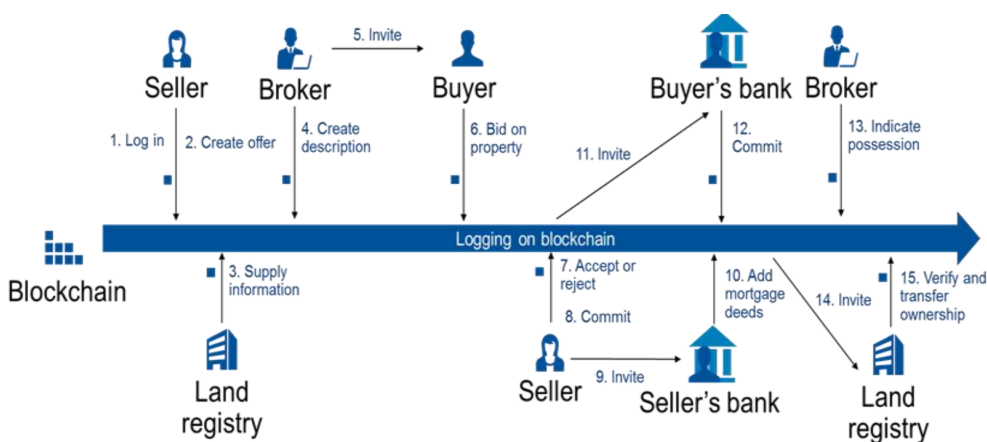 5. Invite
Seller
Broker
Buyer
Buyer's bank
Broker
1. Log in
2. Create offer
4. Create
description
6. Bid on
property
11. Invite
12.
Commit
13. Indicate
possession
Logging on blockchain
Blockchain
3. Supply
information
7. Accept or
reject
8. Commit
10. Add
mortgage
deeds
14. Invite
15. Verify and
transfer
ownership
9. Invite
Land
registry
Seller
Seller's bank
Land
registry